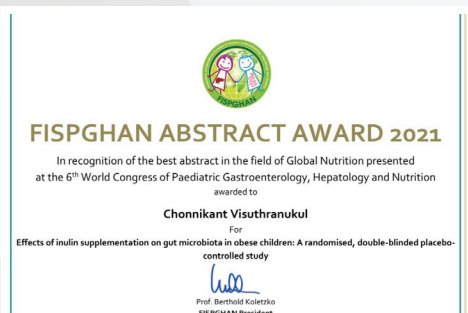 FISPGHAN
FISPGHAN ABSTRACT AWARD 2021
In recognition of the best abstract in the field of Global Nutrition presented
at the 6th World Congress of Paediatric Gastroenterology, Hepatology and Nutrition
awarded to
Chonnikant Visuthranukul
For
Effects of inulin supplementation on gut microbiota in obese children: A randomised, double-blinded placebo-
controlled study
Prof. Berthold Koletzko
FISPGHAN President